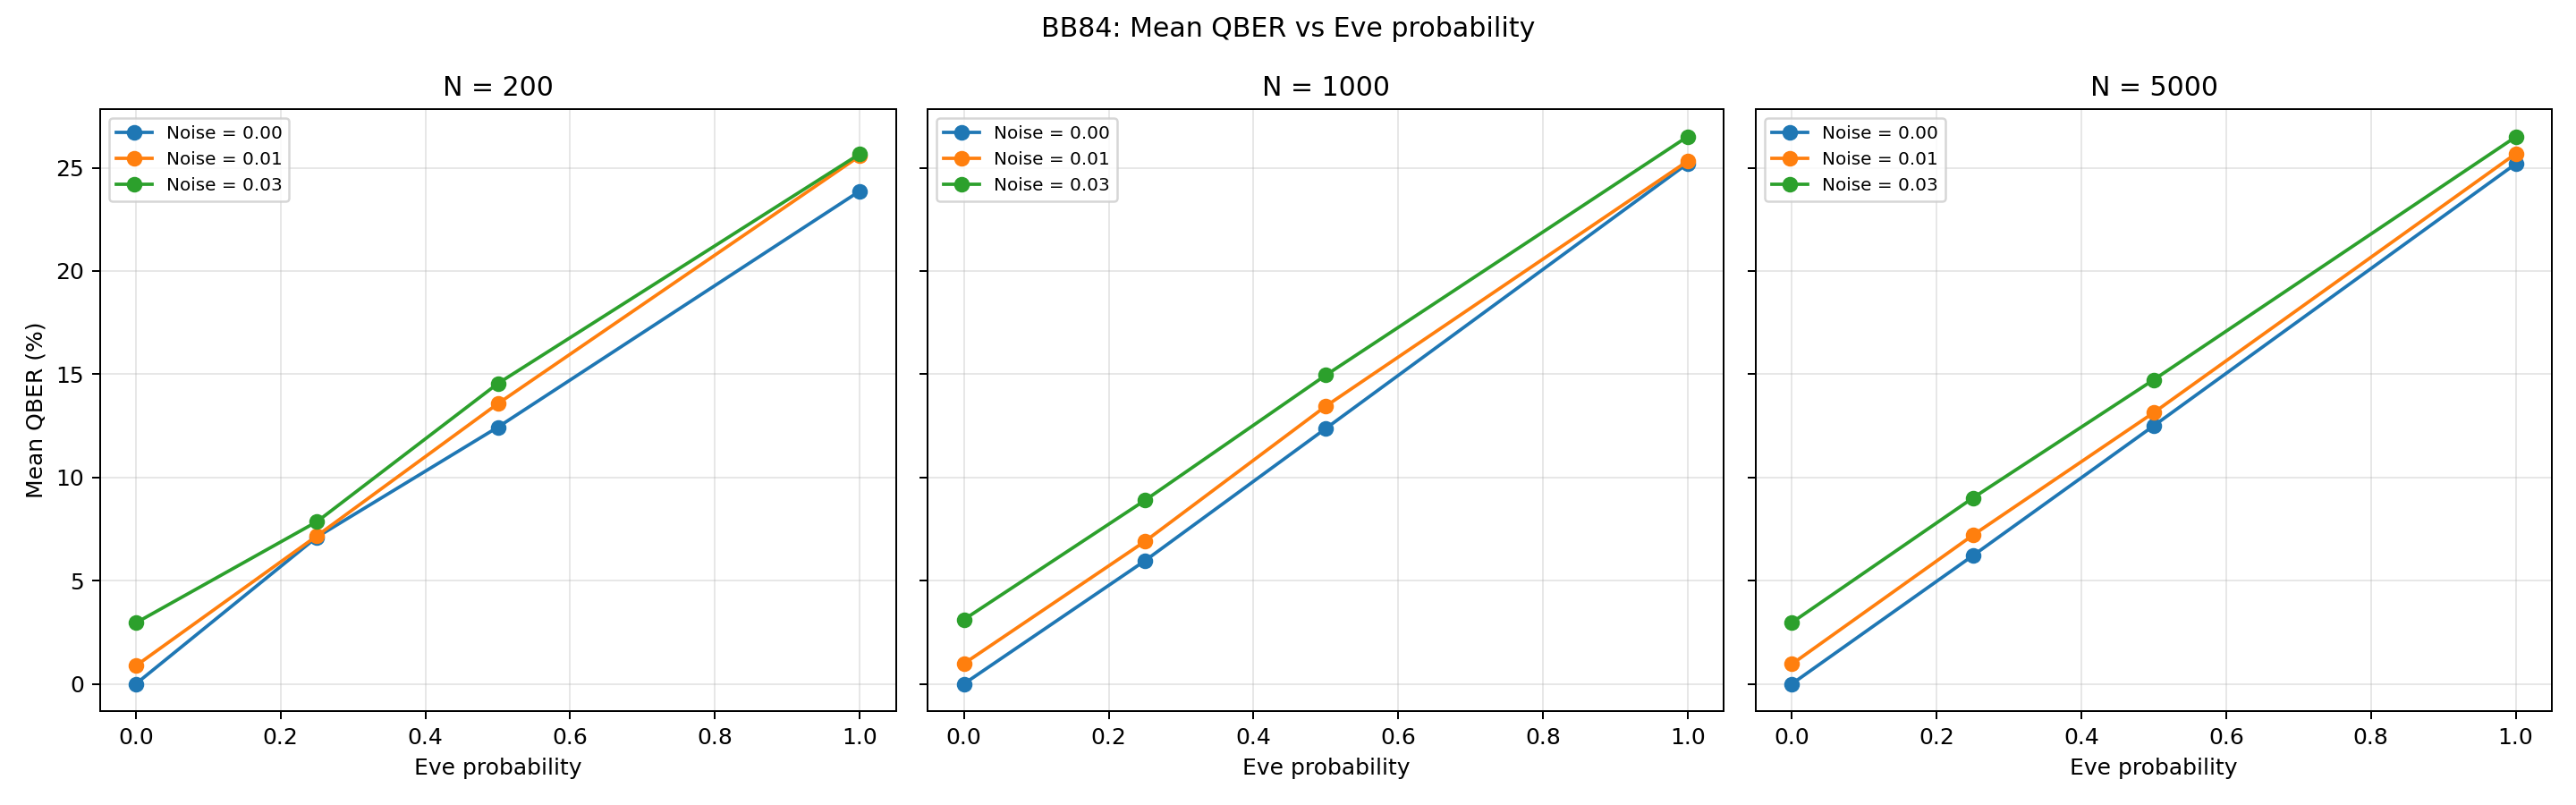 BB84: Mean QBER vs Eve probability
N = 200
N = 1000
N = 5000
Noise = 0.00
Noise = 0.01
Noise = 0.03
Noise = 0.00
Noise = 0.01
Noise = 0.03
Noise = 0.00
Noise = 0.01
Noise = 0.03
Mean QBER (%)
25
20
15
10
5
0
0.0 0.2 0.4 0.6 0.8 1.0
Eve probability
0.0 0.2 0.4 0.6 0.8 1.0
Eve probability
0.0 0.2 0.4 0.6 0.8 1.0
Eve probability